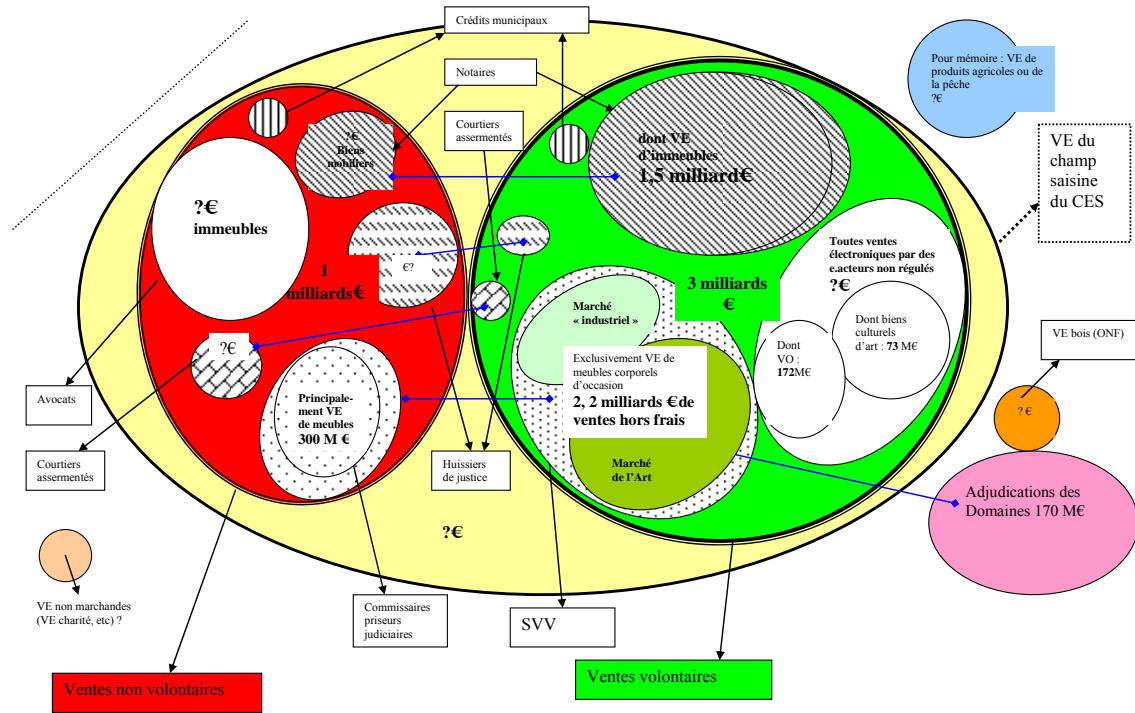 Crédits municipaux
Notaires
Courtiers
assermentés
Pour mémoire : VE de
produits agricoles ou de
la pêche
?€
VE du
champ
saisine
du CES
?€
Biens
mobiliers
dont VE
d’immeubles
1,5 milliard€
?€
immeubles
€?
1
milliards€
Toutes ventes
électroniques par des
e.acteurs non régulés
?€
3 milliards
€
Marché
« industriel »
Dont biens
culturels
d’art : 73 M€
Dont
VO :
172M€
?€
Exclusivement VE de
meubles corporels
d’occasion
2, 2 milliards €de
ventes hors frais
Principale-
ment VE
de meubles
300 M €
Marché
de l’Art
VE bois (ONF)
? €
Avocats
Courtiers
assermentés
Huissiers
de justice
Adjudications des
Domaines 170 M€
?€
VE non marchandes
(VE charité, etc) ?
Commissaires
priseurs
judiciaires
SVV
Ventes non volontaires
Ventes volontaires